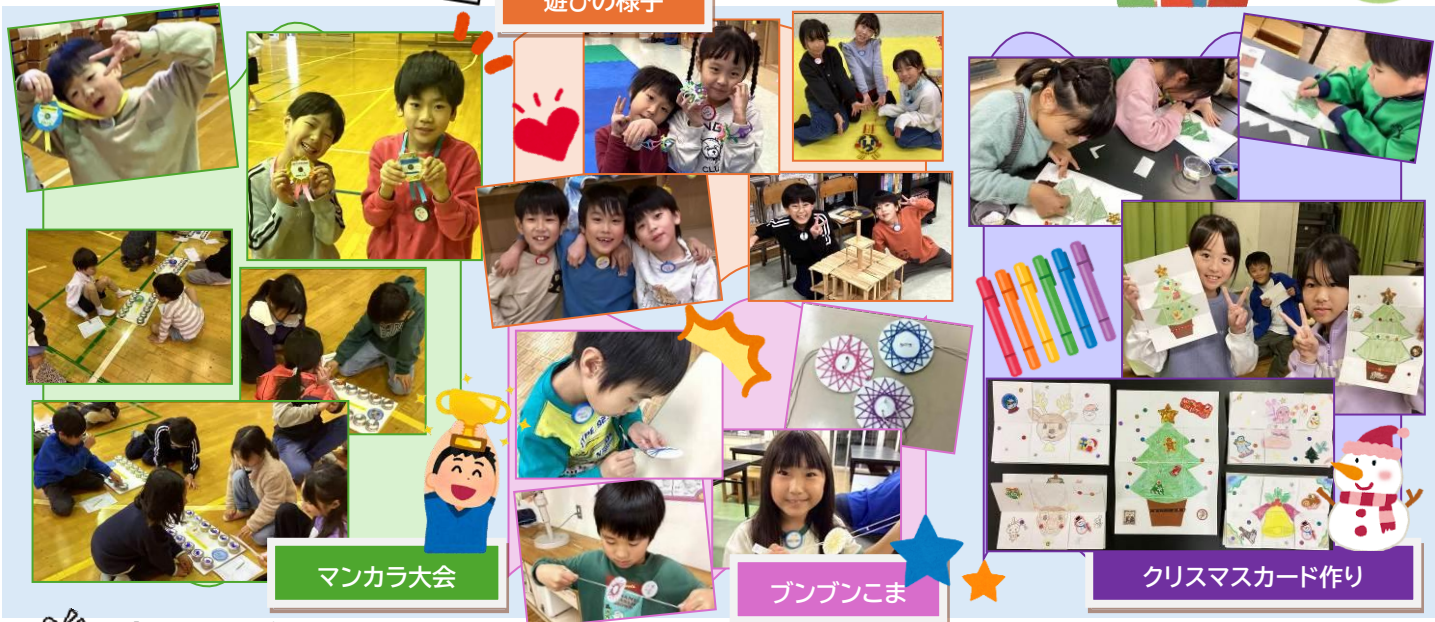 遊びの様子
マンカラ大会
ブンブンこま
クリスマスカード作り